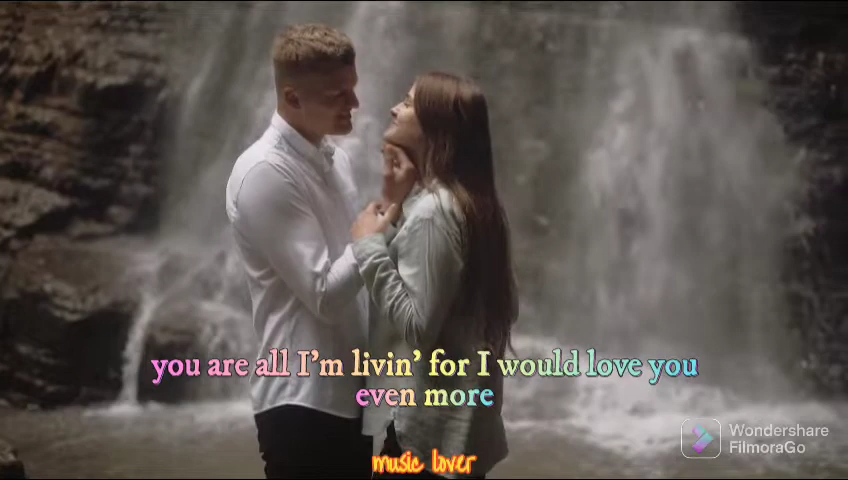 you are all I'm livin' for I would love you
even more
Wondershare
FilmoraGo
music lover